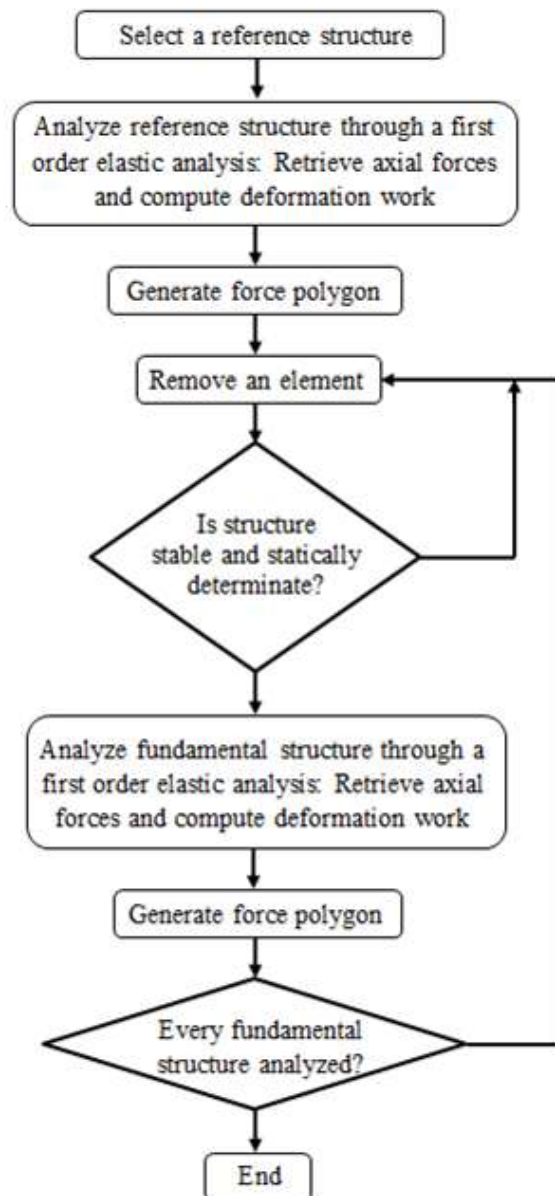 Select a reference structure
Analyze reference structure through a first
order elastic analysis: Retrieve axial forces
and compute deformation work
Generate force polygon
Remove an element
Is structure
stable and statically
determinate?
Analyze fundamental structure through a
first order elastic analysis: Retrieve axial
forces and compute deformation work
Generate force polygon
Every fundamental
structure analyzed?
End